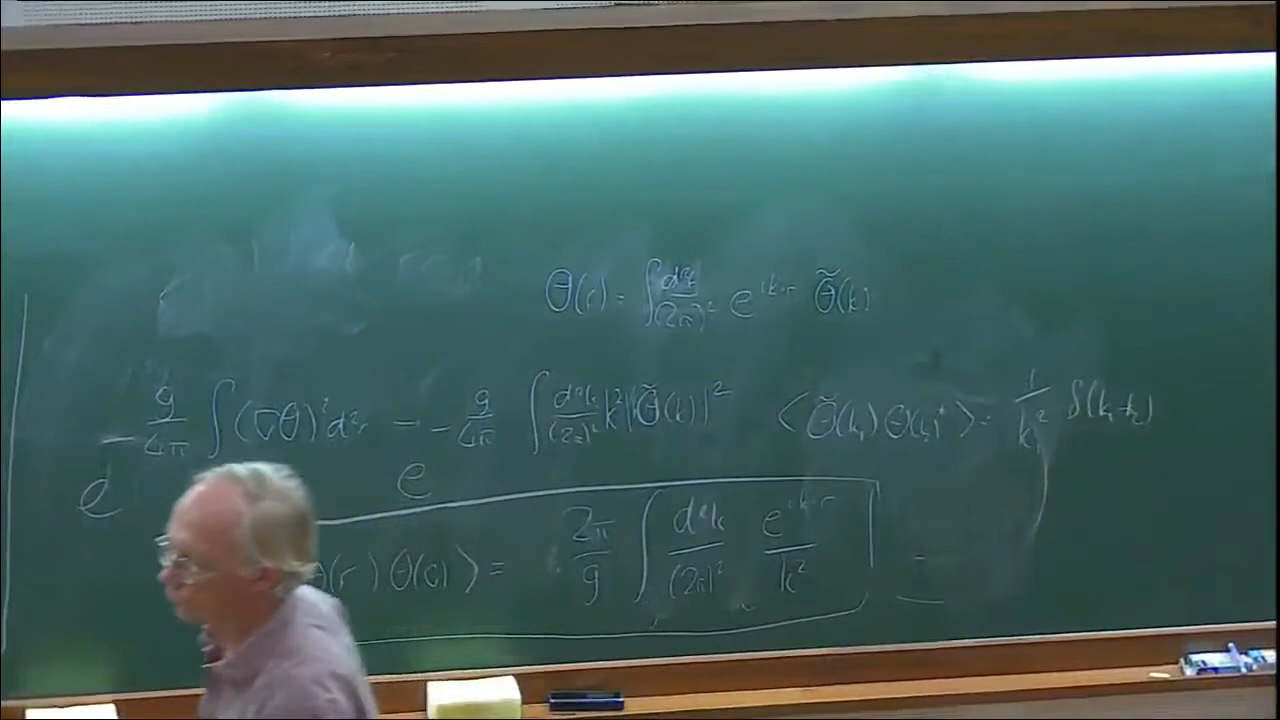 θ(r) = ∫ d²k/(2π)² e^{ik·r} θ̃(k)
e^{-g/4π ∫(∇θ)² d²r} – e^{-g/4π ∫ d²k/(2π)² k²|θ̃(k)|²} <θ̃(k₁) θ(k₂)*> = 1/k₁² δ(k₁-k₂)
θ(r) θ(0)> = 2π/g ∫ d²k/(2π)² e^{ik·r}/k²